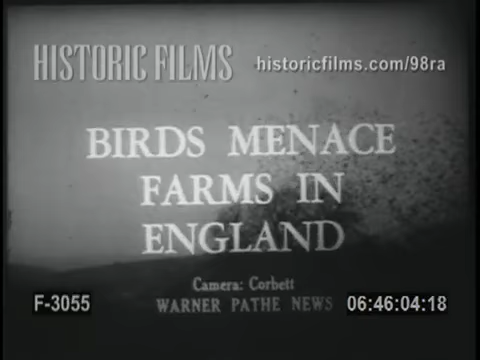 HISTORIC FILMS
historicfilms.com/98ra
BIRDS MENACE
FARMS IN
ENGLAND
Camera: Corbett
WARNER PATHE NEWS
F-3055
06:46:04:18